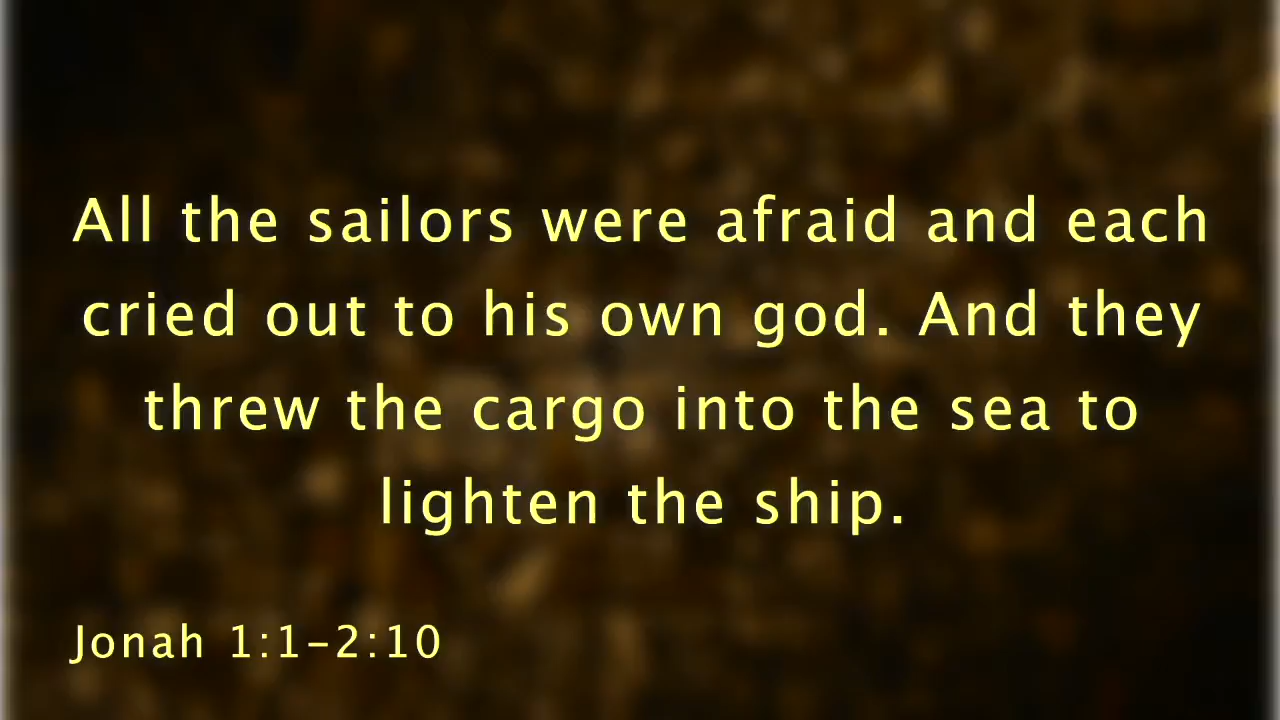 All the sailors were afraid and each
cried out to his own god. And they
threw the cargo into the sea to
lighten the ship.
Jonah 1:1-2:10